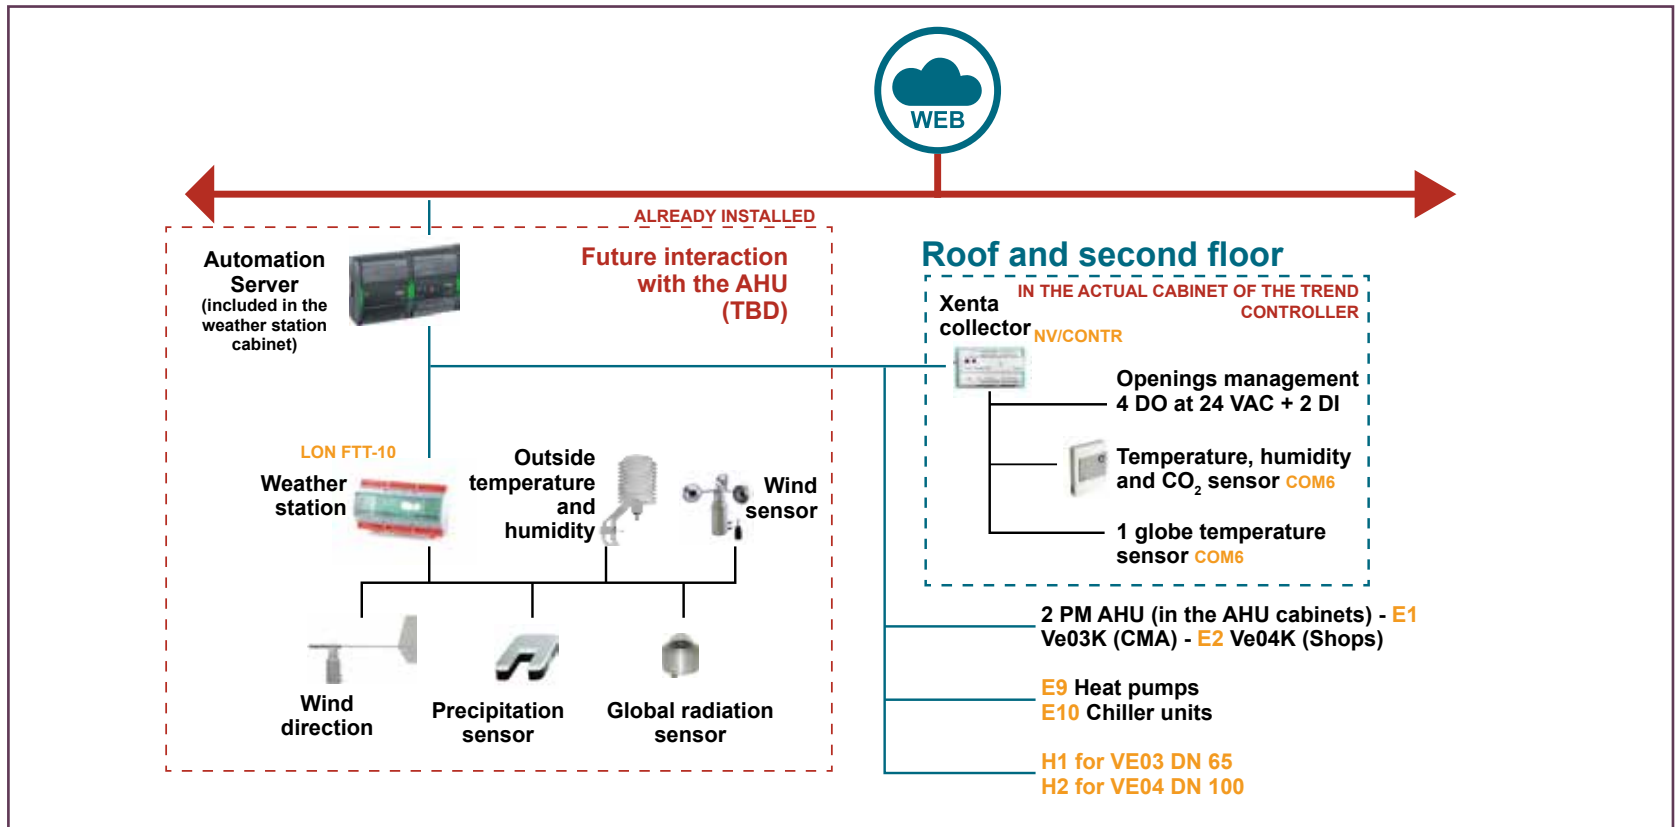 WEB
ALREADY INSTALLED
Automation
Server
(included in the
weather station
cabinet)
Future interaction
with the AHU
(TBD)
Roof and second floor
IN THE ACTUAL CABINET OF THE TREND
CONTROLLER
Xenta
collector
NV/CONTR
Openings management
4 DO at 24 VAC + 2 DI
Temperature, humidity
and CO2 sensor COM6
1 globe temperature
sensor COM6
LON FTT-10
Weather
station
Outside
temperature
and
humidity
Wind
sensor
Wind
direction
Precipitation
sensor
Global radiation
sensor
2 PM AHU (in the AHU cabinets) - E1
Ve03K (CMA) - E2 Ve04K (Shops)
E9 Heat pumps
E10 Chiller units
H1 for VE03 DN 65
H2 for VE04 DN 100